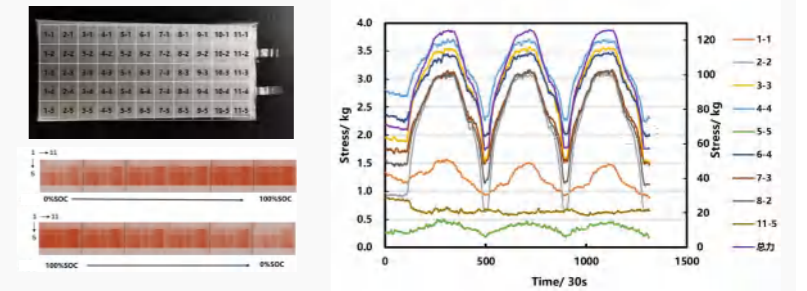 1-1 2-1 3-1 4-1 5-1 6-1 7-1 8-1 9-1 10-1 11-1
1-2 2-2 3-2 4-2 5-2 6-2 7-2 8-2 9-2 10-2 11-2
1-3 2-3 3-3 4-3 5-3 6-3 7-3 8-3 9-3 10-3 11-3
1-4 2-4 3-4 4-4 5-4 6-4 7-4 8-4 9-4 10-4 11-4
1-5 2-5 3-5 4-5 5-5 6-5 7-5 8-5 9-5 10-5 11-5
1 → 11
5
0%SOC 100%SOC
1 → 11
5
100%SOC 0%SOC
Stress/ kg
4.0
3.5
3.0
2.5
2.0
1.5
1.0
0.5
0.0
0 500 1000 1500
Time/ 30s
120
100
80
60
40
20
0
Stress/ kg
1-1
2-2
3-3
4-4
5-5
6-4
7-3
8-2
11-5
总力